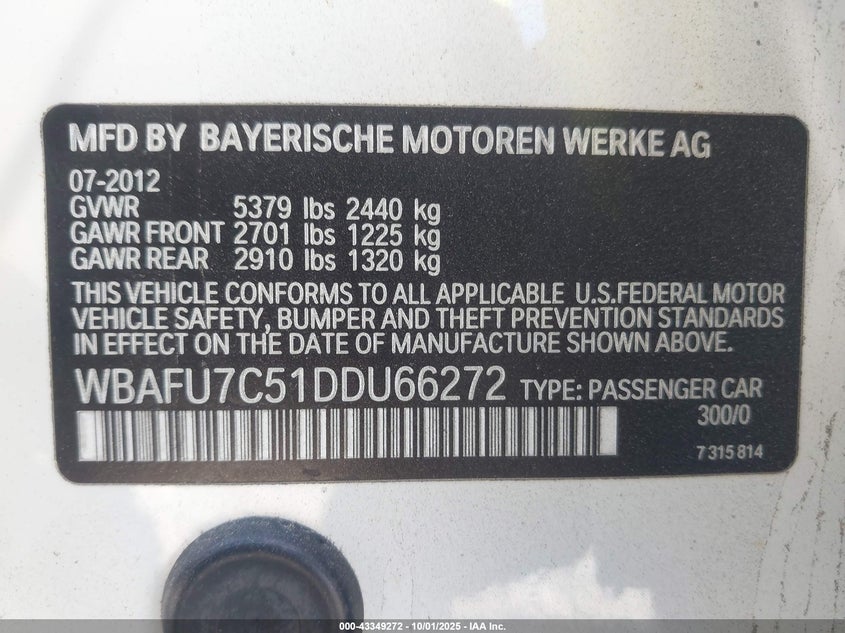 MFD BY BAYERISCHE MOTOREN WERKE AG
07-2012
GVWR 5379 lbs 2440 kg
GAWR FRONT 2701 lbs 1225 kg
GAWR REAR 2910 lbs 1320 kg
THIS VEHICLE CONFORMS TO ALL APPLICABLE U.S.FEDERAL MOTOR
VEHICLE SAFETY, BUMPER AND THEFT PREVENTION STANDARDS
IN EFFECT ON THE DATE OF MANUFACTURE SHOWN ABOVE.
WBAFU7C51DDU66272 TYPE: PASSENGER CAR
300/0
7 315 814
000-43349272 - 10/01/2025 - IAA Inc.